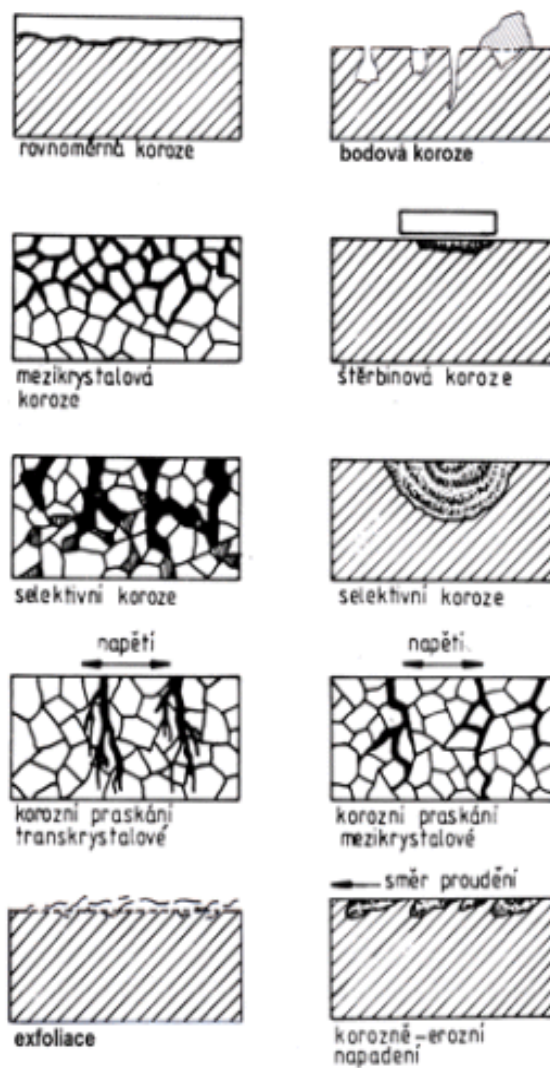 rovnoměrná koroze
bodová koroze
mezikrystalová
koroze
štěrbinová koroze
selektivní koroze
selektivní koroze
napětí
korozní praskání
transkrystalové
napětí
korozní praskání
mezikrystalové
exfoliace
směr proudění
korozně-erozní
napadení